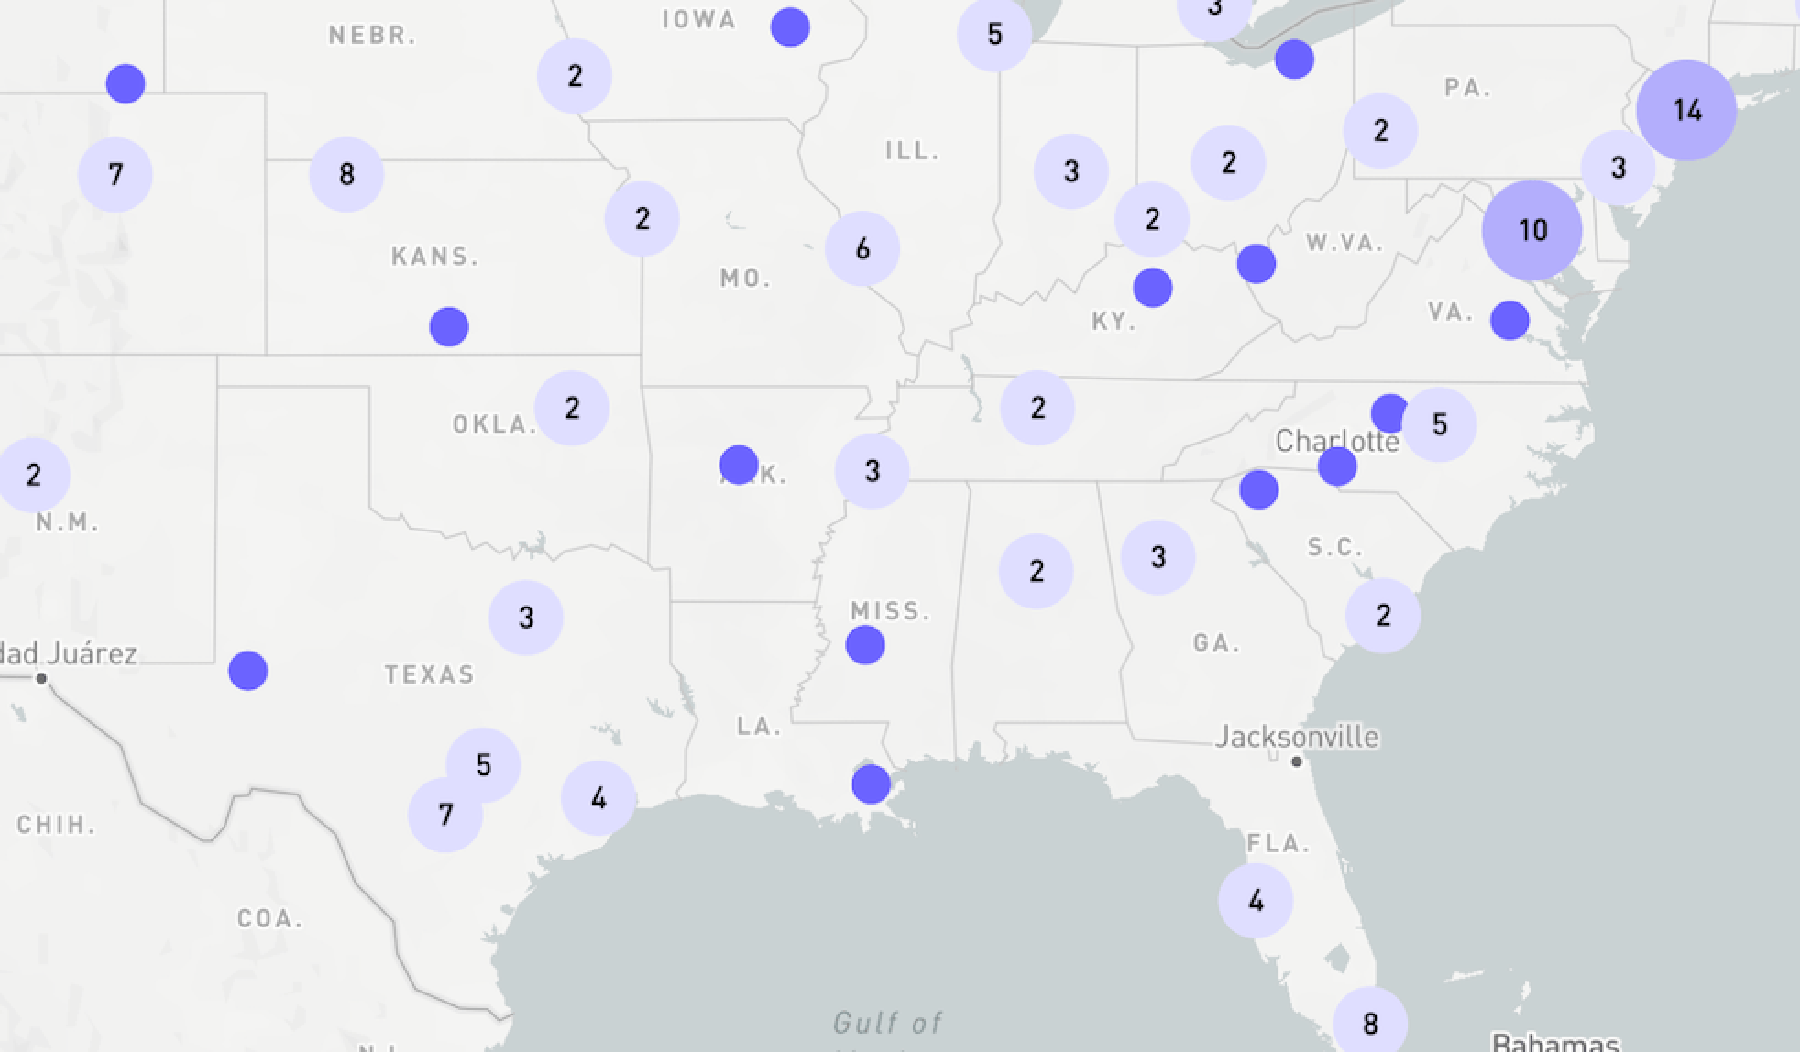 3
IOWA
NEBR.
5
2
PA.
14
2
ILL.
7
8
3
2
3
2
2
10
W.VA.
6
KANS.
MO.
VA.
KY.
2
2
OKLA.
5
Charlotte
3
K.
2
N.M.
S.C.
3
2
MISS.
2
3
GA.
dad Juárez
TEXAS
LA.
Jacksonville
5
4
7
CHIH.
FLA.
4
COA.
Gulf of
8
Bahamas